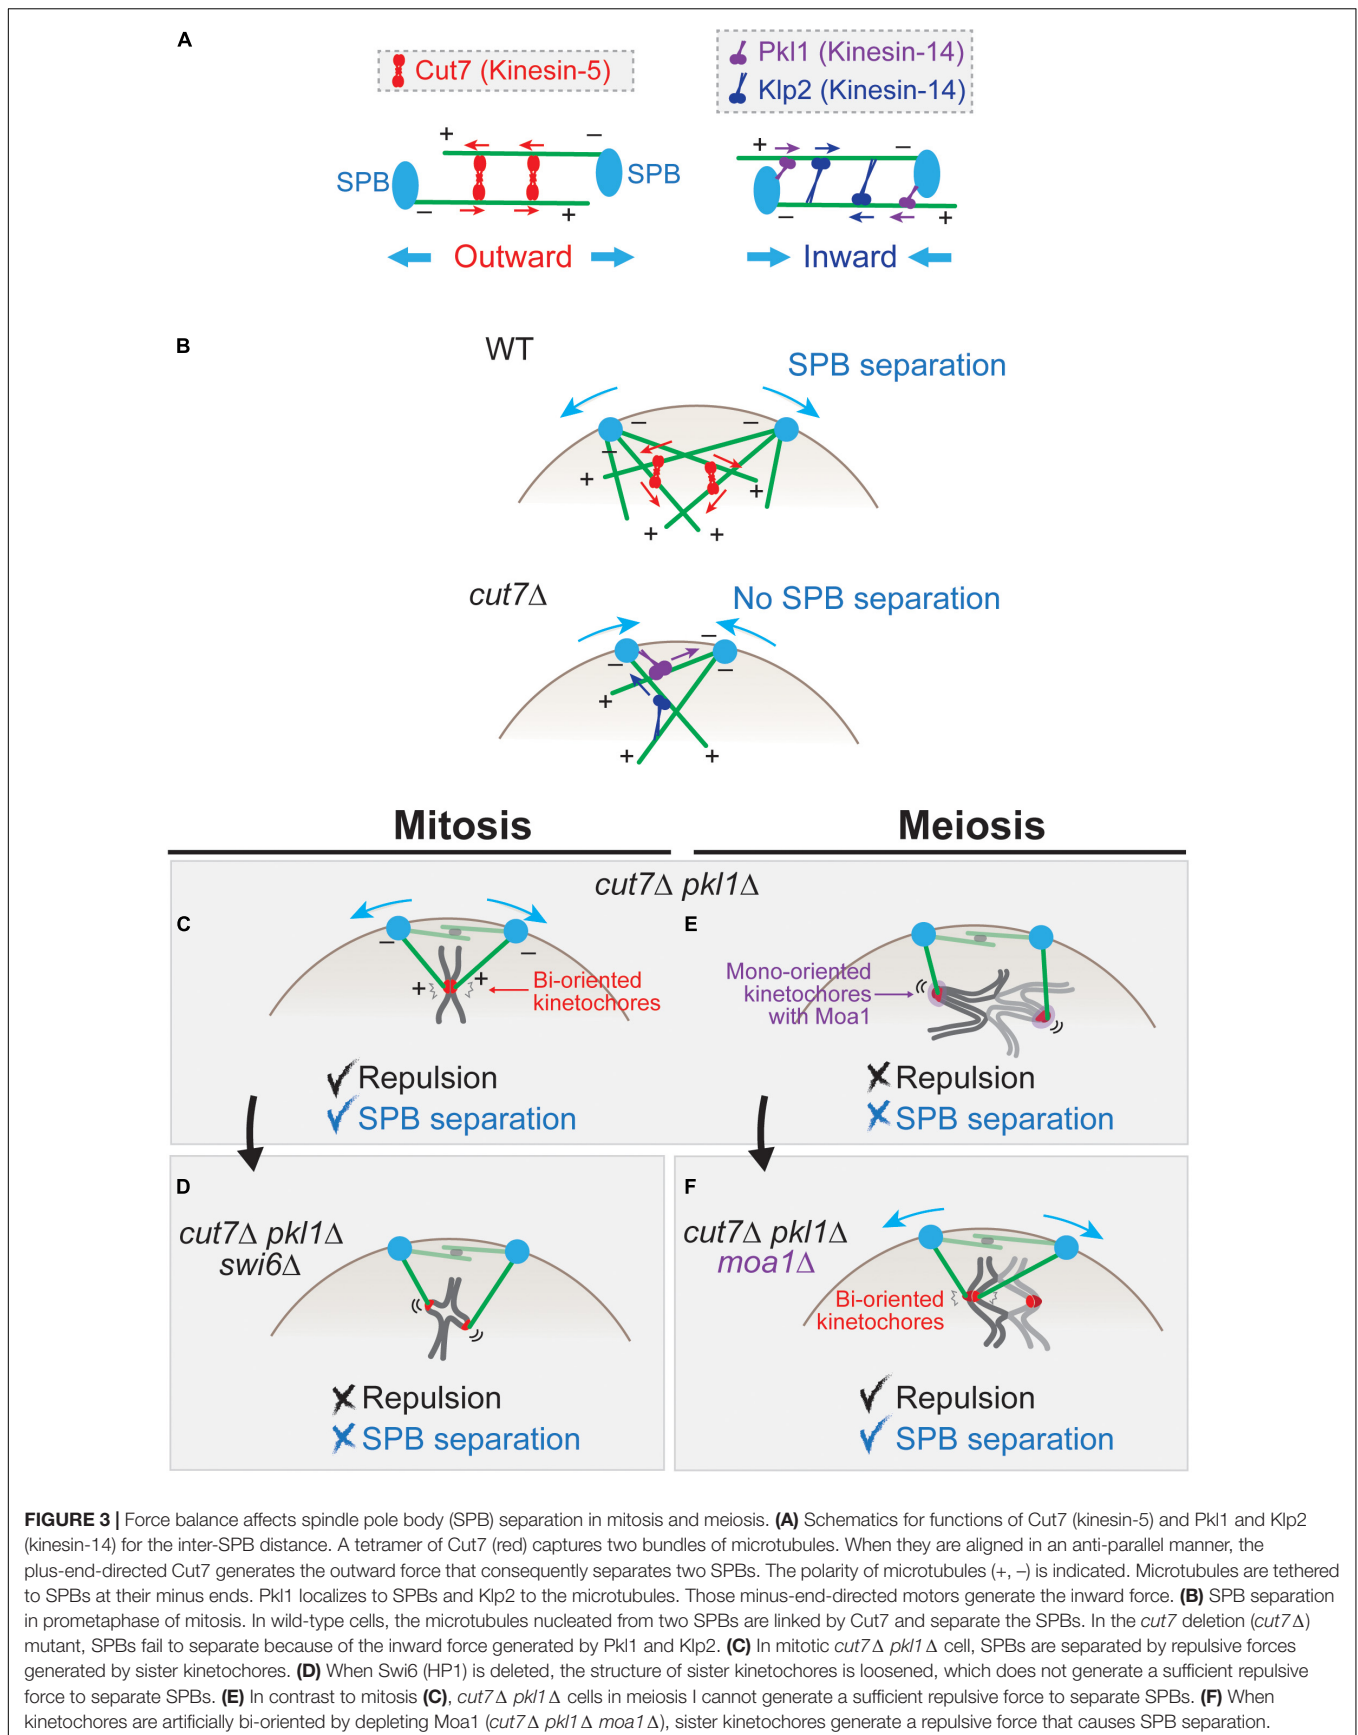 A
Cut7 (Kinesin-5)
Pkl1 (Kinesin-14)
Klp2 (Kinesin-14)
+ −
SPB SPB
− +
Outward
+ −
− +
Inward
B
WT
SPB separation
− −
−
+ +
+ +
cut7Δ
No SPB separation
−
− −
+
+ +
Mitosis Meiosis
cut7Δ pkl1Δ
C
− −
+ +
Bi-oriented
kinetochores
✓ Repulsion
✓ SPB separation
E
Mono-oriented
kinetochores
with Moa1
✗ Repulsion
✗ SPB separation
D
cut7Δ pkl1Δ
swi6Δ
✗ Repulsion
✗ SPB separation
F
cut7Δ pkl1Δ
moa1Δ
Bi-oriented
kinetochores
✓ Repulsion
✓ SPB separation
FIGURE 3 | Force balance affects spindle pole body (SPB) separation in mitosis and meiosis. (A) Schematics for functions of Cut7 (kinesin-5) and Pkl1 and Klp2
(kinesin-14) for the inter-SPB distance. A tetramer of Cut7 (red) captures two bundles of microtubules. When they are aligned in an anti-parallel manner, the
plus-end-directed Cut7 generates the outward force that consequently separates two SPBs. The polarity of microtubules (+, –) is indicated. Microtubules are tethered
to SPBs at their minus ends. Pkl1 localizes to SPBs and Klp2 to the microtubules. Those minus-end-directed motors generate the inward force. (B) SPB separation
in prometaphase of mitosis. In wild-type cells, the microtubules nucleated from two SPBs are linked by Cut7 and separate the SPBs. In the cut7 deletion (cut7Δ)
mutant, SPBs fail to separate because of the inward force generated by Pkl1 and Klp2. (C) In mitotic cut7Δ pkl1Δ cell, SPBs are separated by repulsive forces
generated by sister kinetochores. (D) When Swi6 (HP1) is deleted, the structure of sister kinetochores is loosened, which does not generate a sufficient repulsive
force to separate SPBs. (E) In contrast to mitosis (C), cut7Δ pkl1Δ cells in meiosis I cannot generate a sufficient repulsive force to separate SPBs. (F) When
kinetochores are artificially bi-oriented by depleting Moa1 (cut7Δ pkl1Δ moa1Δ), sister kinetochores generate a repulsive force that causes SPB separation.